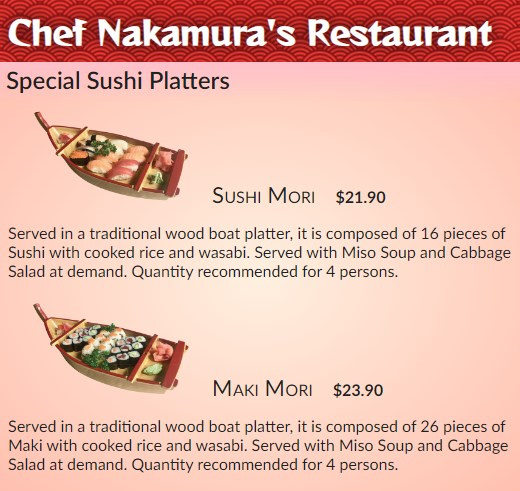 Chef Nakamura's Restaurant
Special Sushi Platters
SUSHI MORI $21.90
Served in a traditional wood boat platter, it is composed of 16 pieces of
Sushi with cooked rice and wasabi. Served with Miso Soup and Cabbage
Salad at demand. Quantity recommended for 4 persons.
MAKI MORI $23.90
Served in a traditional wood boat platter, it is composed of 26 pieces of
Maki with cooked rice and wasabi. Served with Miso Soup and Cabbage
Salad at demand. Quantity recommended for 4 persons.